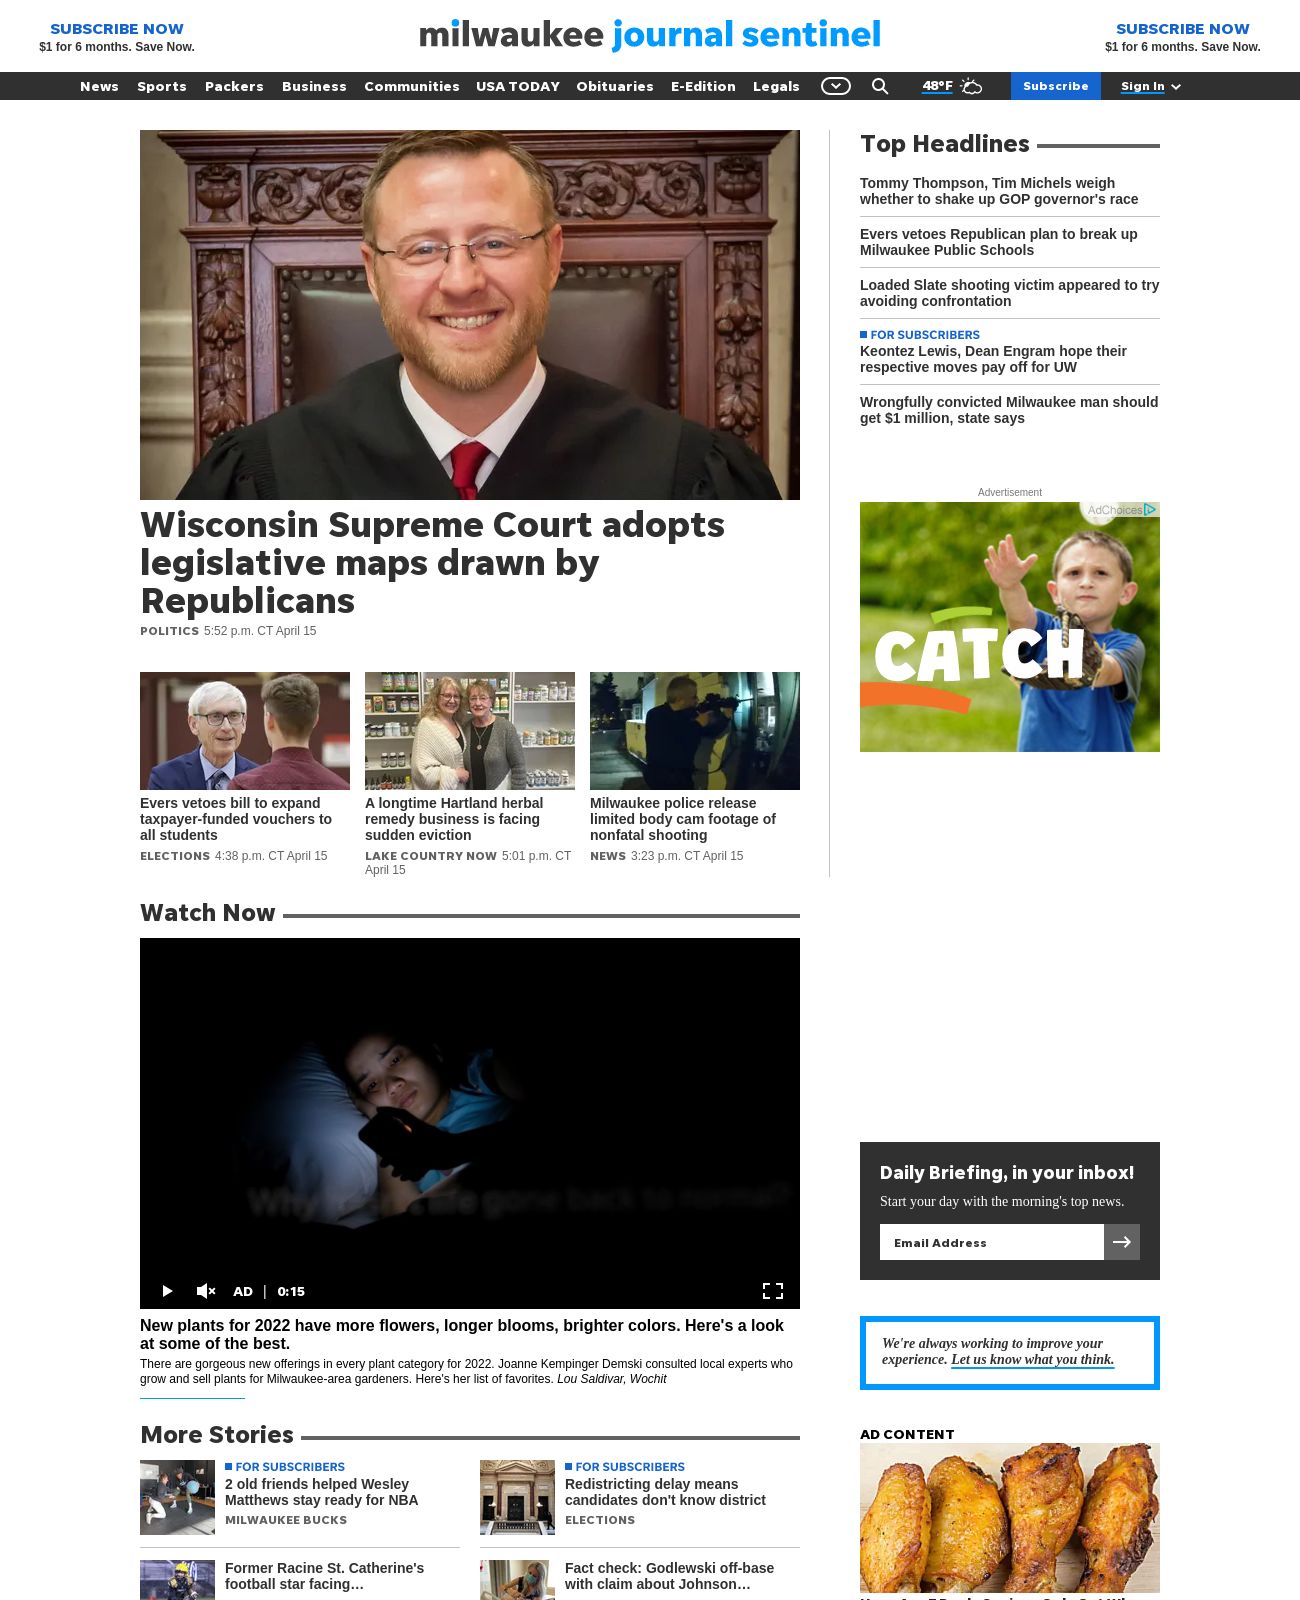 SUBSCRIBE NOW
$1 for 6 months. Save Now.
milwaukee journal sentinel
SUBSCRIBE NOW
$1 for 6 months. Save Now.
News Sports Packers Business Communities USA TODAY Obituaries E-Edition Legals 48°F Subscribe Sign In
Wisconsin Supreme Court adopts
legislative maps drawn by
Republicans
POLITICS 5:52 p.m. CT April 15
Evers vetoes bill to expand
taxpayer-funded vouchers to
all students
ELECTIONS 4:38 p.m. CT April 15
A longtime Hartland herbal
remedy business is facing
sudden eviction
LAKE COUNTRY NOW 5:01 p.m. CT
April 15
Milwaukee police release
limited body cam footage of
nonfatal shooting
NEWS 3:23 p.m. CT April 15
Top Headlines
Tommy Thompson, Tim Michels weigh
whether to shake up GOP governor's race
Evers vetoes Republican plan to break up
Milwaukee Public Schools
Loaded Slate shooting victim appeared to try
avoiding confrontation
FOR SUBSCRIBERS
Keontez Lewis, Dean Engram hope their
respective moves pay off for UW
Wrongfully convicted Milwaukee man should
get $1 million, state says
Advertisement
AdChoices
CATCH
Watch Now
AD | 0:15
New plants for 2022 have more flowers, longer blooms, brighter colors. Here's a look
at some of the best.
There are gorgeous new offerings in every plant category for 2022. Joanne Kempinger Demski consulted local experts who
grow and sell plants for Milwaukee-area gardeners. Here's her list of favorites. Lou Saldivar, Wochit
Daily Briefing, in your inbox!
Start your day with the morning's top news.
Email Address
We're always working to improve your
experience. Let us know what you think.
More Stories
FOR SUBSCRIBERS
2 old friends helped Wesley
Matthews stay ready for NBA
MILWAUKEE BUCKS
FOR SUBSCRIBERS
Redistricting delay means
candidates don't know district
ELECTIONS
Former Racine St. Catherine's
football star facing…
Fact check: Godlewski off-base
with claim about Johnson…
AD CONTENT